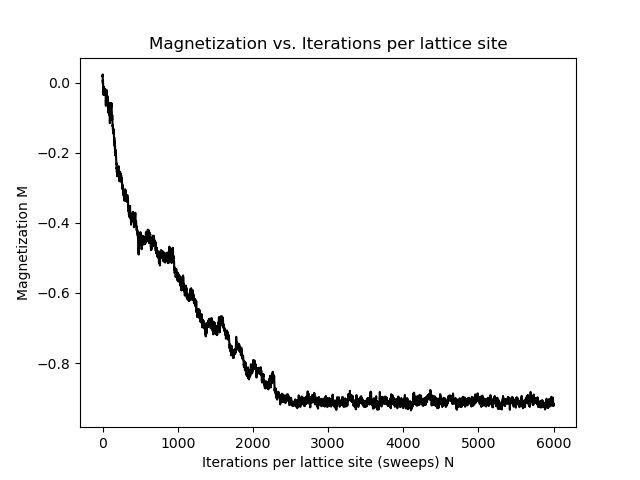 Magnetization vs. Iterations per lattice site
0.0
−0.2
−0.4
−0.6
−0.8
Magnetization M
0 1000 2000 3000 4000 5000 6000
Iterations per lattice site (sweeps) N